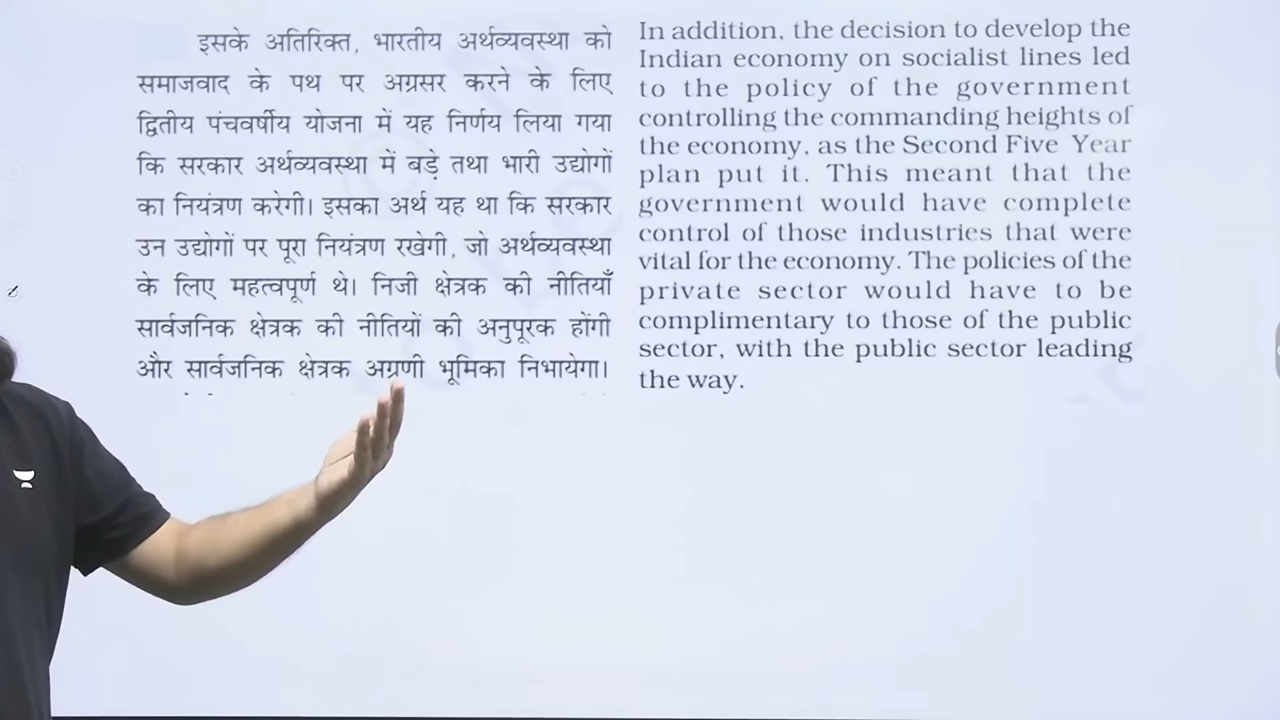 इसके अतिरिक्त, भारतीय अर्थव्यवस्था को
समाजवाद के पथ पर अग्रसर करने के लिए
द्वितीय पंचवर्षीय योजना में यह निर्णय लिया गया
कि सरकार अर्थव्यवस्था में बड़े तथा भारी उद्योगों
का नियंत्रण करेगी। इसका अर्थ यह था कि सरकार
उन उद्योगों पर पूरा नियंत्रण रखेगी, जो अर्थव्यवस्था
के लिए महत्वपूर्ण थे। निजी क्षेत्रक की नीतियाँ
सार्वजनिक क्षेत्रक की नीतियों की अनुपूरक होंगी
और सार्वजनिक क्षेत्रक अग्रणी भूमिका निभायेगा।
In addition, the decision to develop the
Indian economy on socialist lines led
to the policy of the government
controlling the commanding heights of
the economy, as the Second Five Year
plan put it. This meant that the
government would have complete
control of those industries that were
vital for the economy. The policies of the
private sector would have to be
complimentary to those of the public
sector, with the public sector leading
the way.